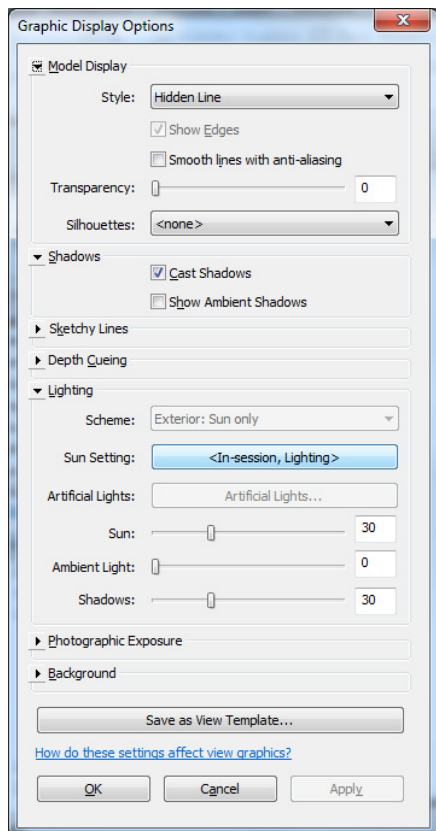 Graphic Display Options
Model Display
Style: Hidden Line
Show Edges
Smooth lines with anti-aliasing
Transparency: 0
Silhouettes: <none>
Shadows
Cast Shadows
Show Ambient Shadows
Sketchy Lines
Depth Cueing
Lighting
Scheme: Exterior: Sun only
Sun Setting: <In-session, Lighting>
Artificial Lights: Artificial Lights...
Sun: 30
Ambient Light: 0
Shadows: 30
Photographic Exposure
Background
Save as View Template...
How do these settings affect view graphics?
OK Cancel Apply